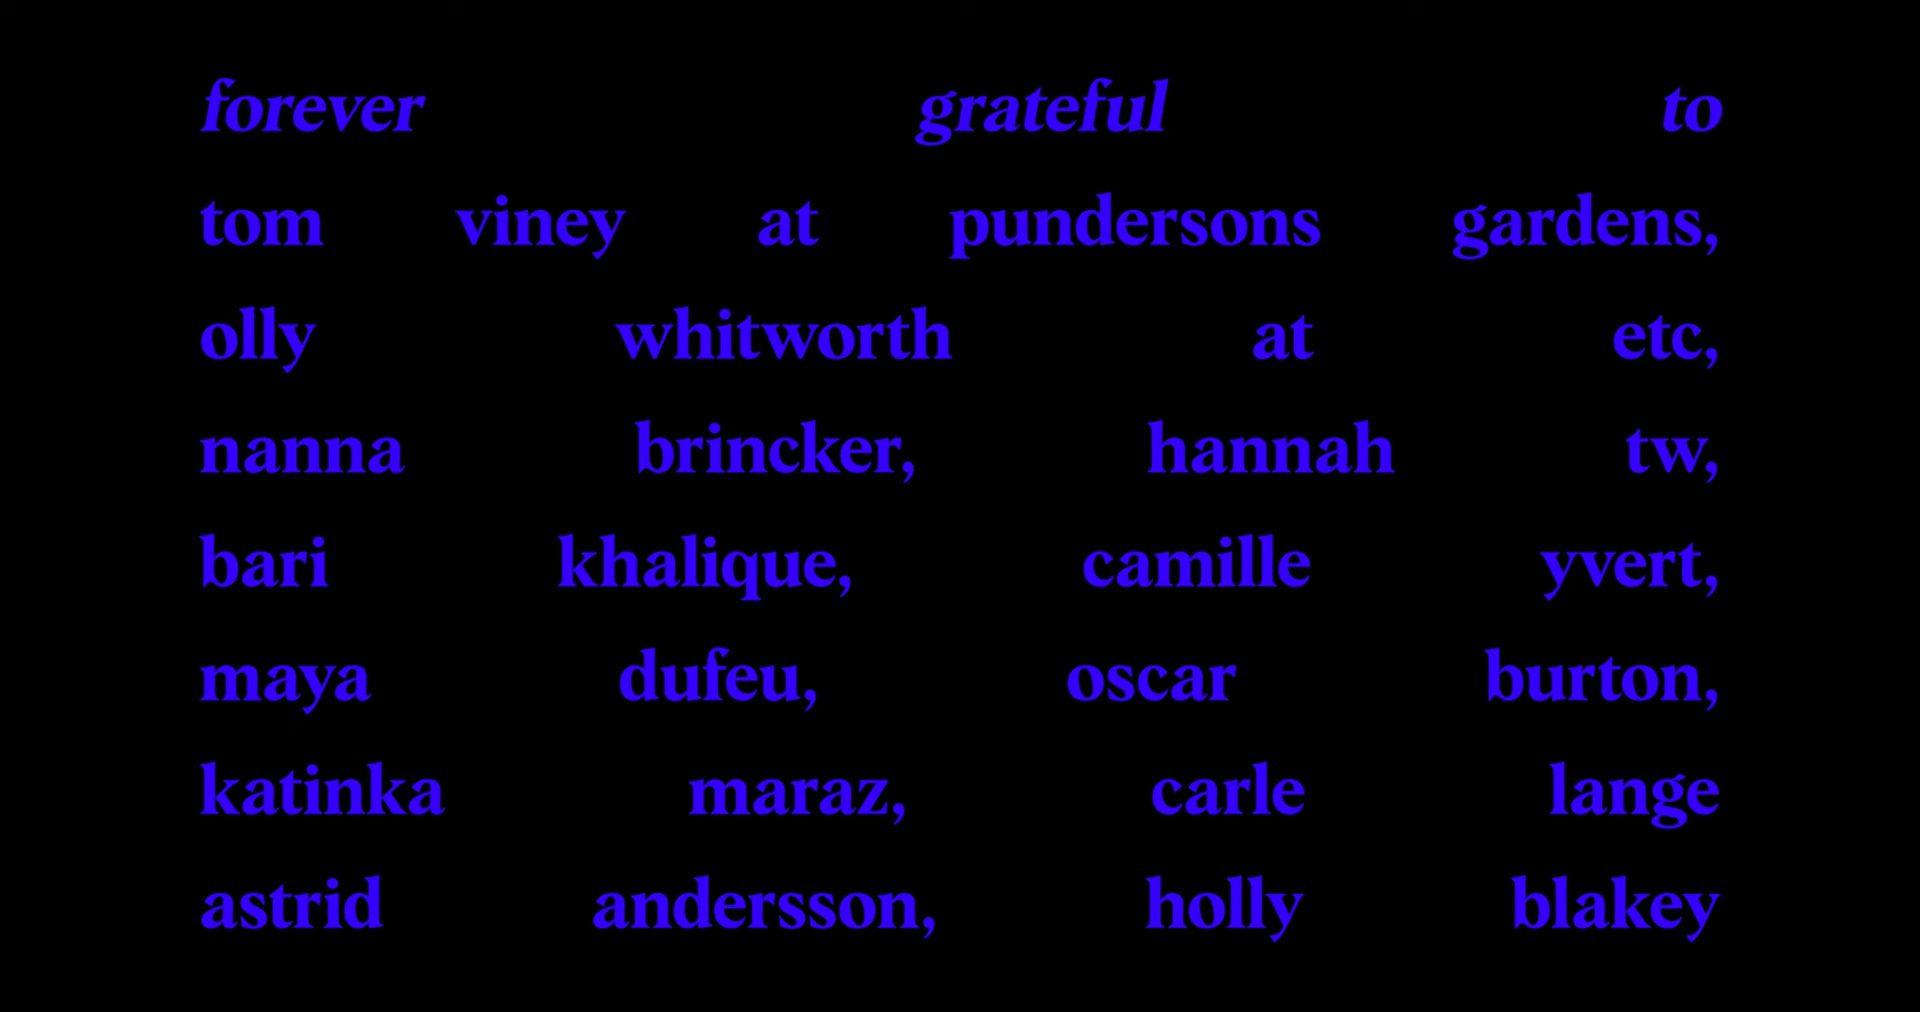 forever grateful to
tom viney at pundersons gardens,
olly whitworth at etc,
nanna brincker, hannah tw,
bari khalique, camille yvert,
maya dufeu, oscar burton,
katinka maraz, carle lange
astrid andersson, holly blakey